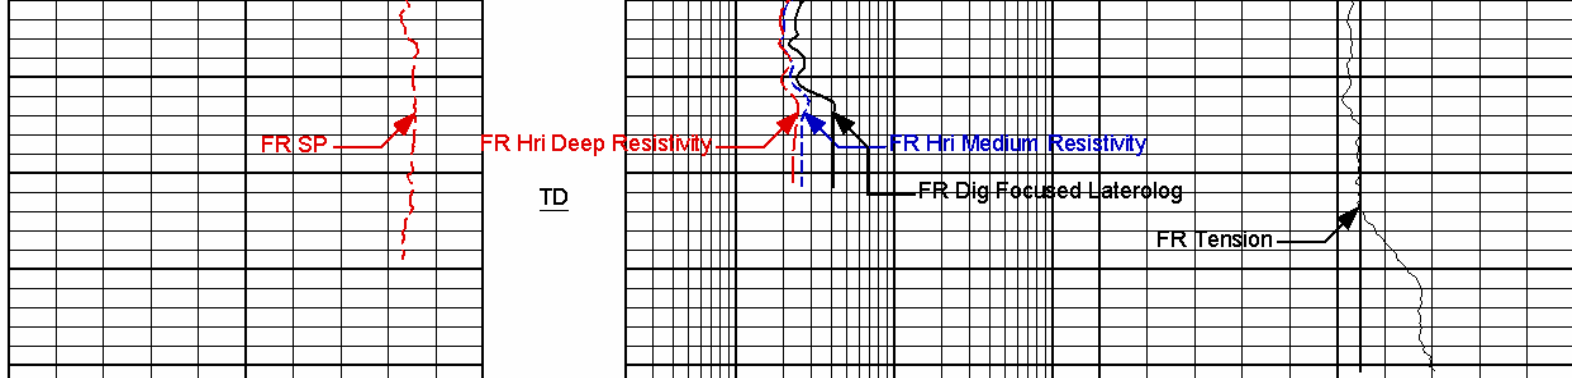 FR SP
FR Hri Deep Resistivity
FR Hri Medium Resistivity
TD
FR Dig Focused Laterolog
FR Tension